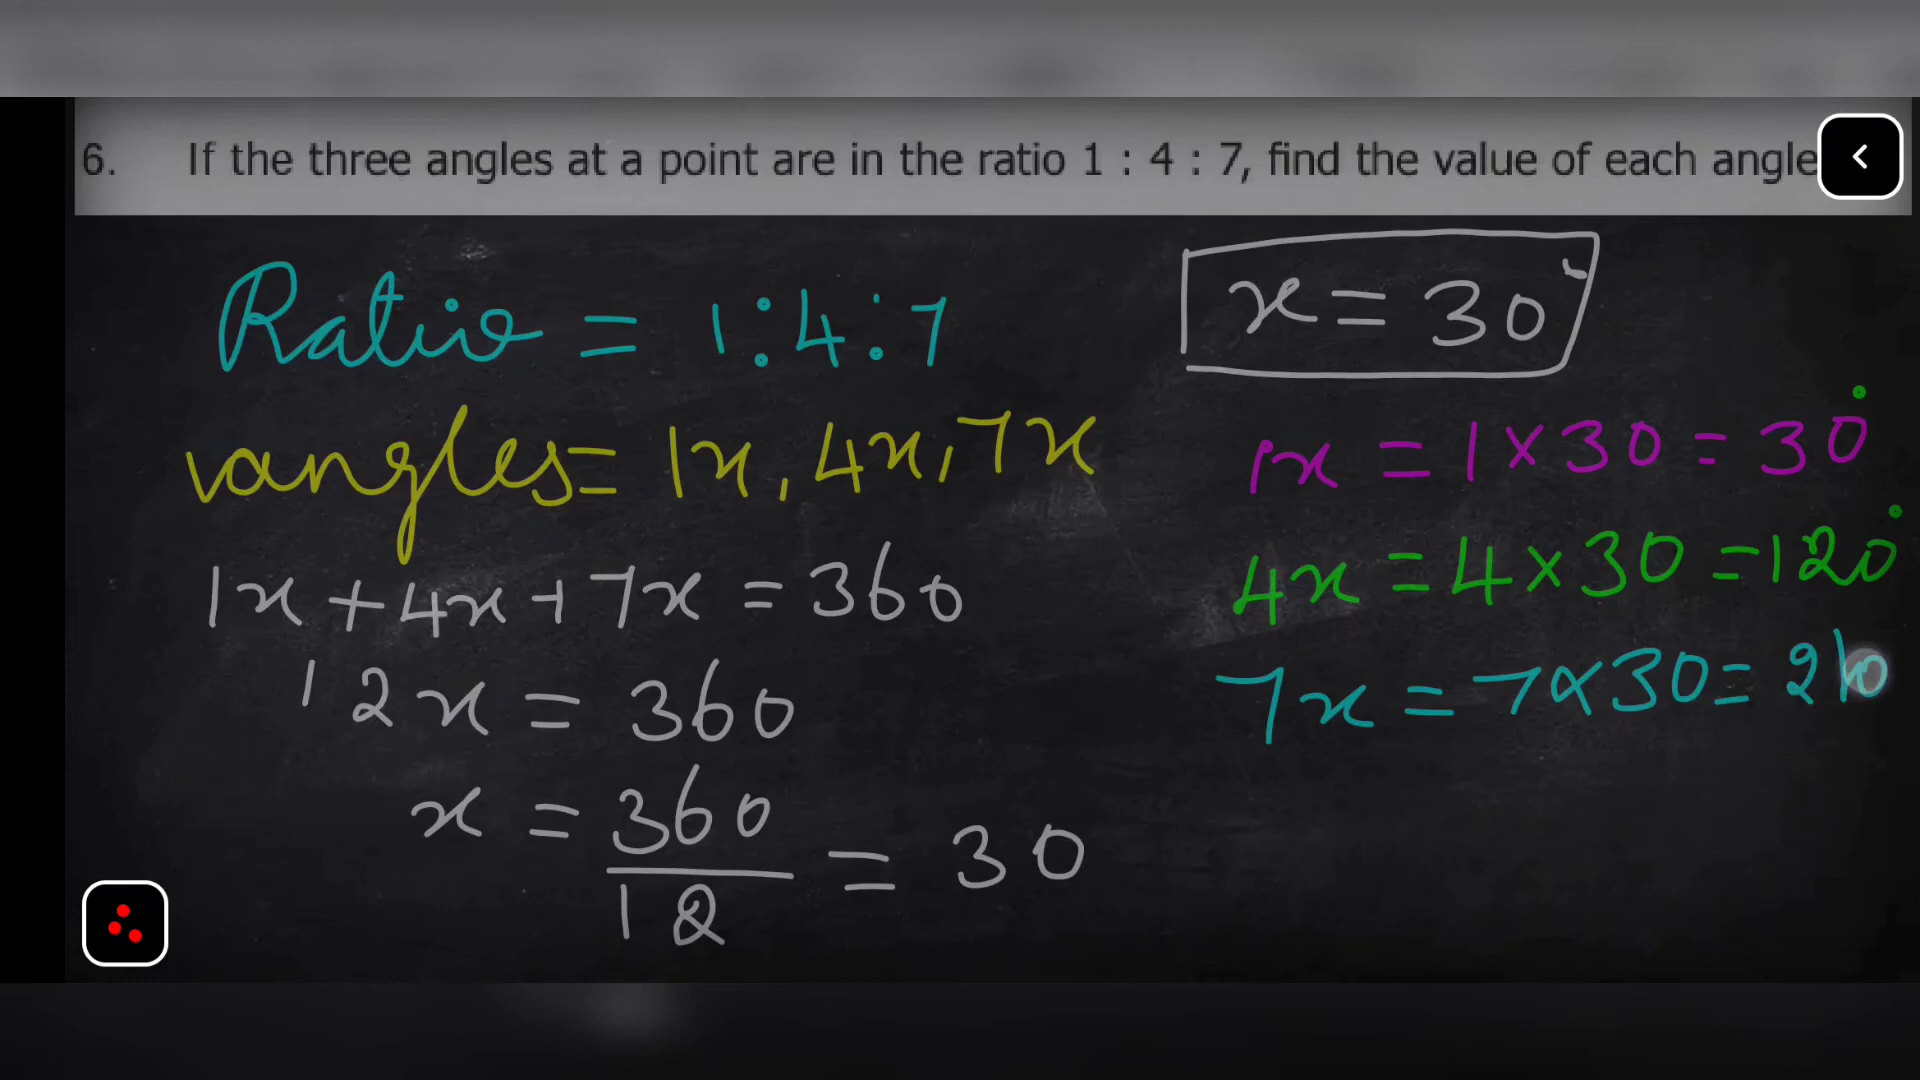 6. If the three angles at a point are in the ratio 1 : 4 : 7, find the value of each angle
Ratio = 1:4:7
angles = 1x, 4x, 7x
1x + 4x + 7x = 360
12x = 360
x = 360/12 = 30
x = 30°
1x = 1 × 30 = 30°
4x = 4 × 30 = 120°
7x = 7 × 30 = 210